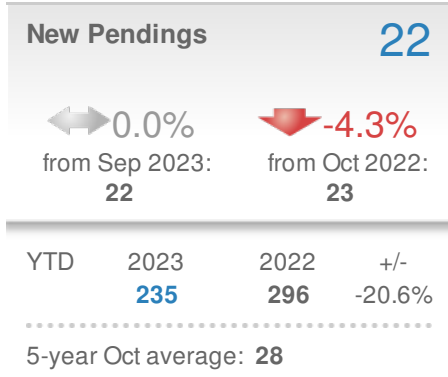 New Pendings 22
0.0% -4.3%
from Sep 2023: from Oct 2022:
22 23
YTD 2023 2022 +/-
235 296 -20.6%
5-year Oct average: 28